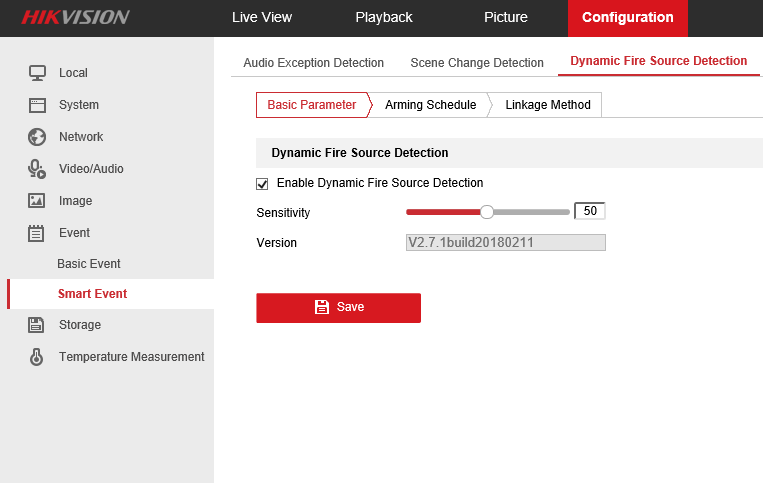 HIKVISION Live View Playback Picture Configuration
Local
System
Network
Video/Audio
Image
Event
Basic Event
Smart Event
Storage
Temperature Measurement
Audio Exception Detection Scene Change Detection Dynamic Fire Source Detection
Basic Parameter Arming Schedule Linkage Method
Dynamic Fire Source Detection
Enable Dynamic Fire Source Detection
Sensitivity 50
Version V2.7.1build20180211
Save